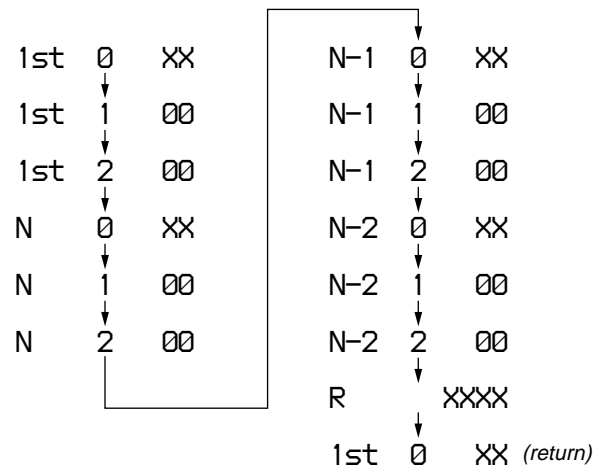 1st 0 XX
1st 1 00
1st 2 00
N 0 XX
N 1 00
N 2 00
N-1 0 XX
N-1 1 00
N-1 2 00
N-2 0 XX
N-2 1 00
N-2 2 00
R XXXX
1st 0 XX (return)